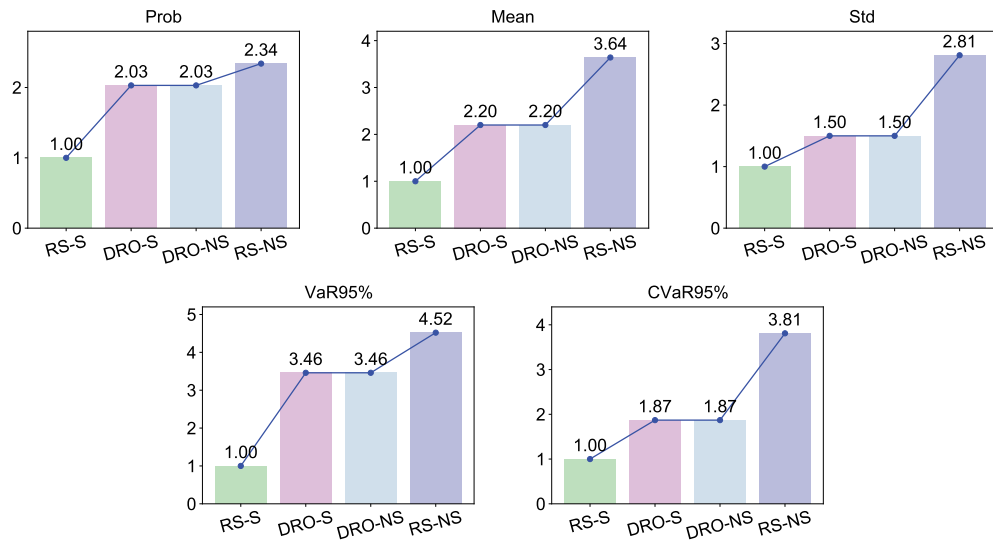 Prob
2.34
2.03
2.03
2
1.00
1
0
RS-S
DRO-S
DRO-NS
RS-NS
Mean
4
3.64
3
2.20
2.20
2
1.00
1
0
RS-S
DRO-S
DRO-NS
RS-NS
Std
3
2.81
2
1.50
1.50
1.00
1
0
RS-S
DRO-S
DRO-NS
RS-NS
VaR95%
5
4.52
4
3.46
3.46
3
2
1.00
1
0
RS-S
DRO-S
DRO-NS
RS-NS
CVaR95%
4
3.81
3
2
1.87
1.87
1.00
1
0
RS-S
DRO-S
DRO-NS
RS-NS